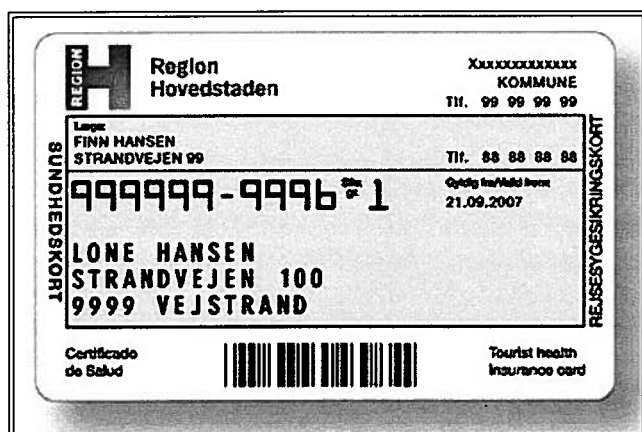 REGION H
Region
Hovedstaden
Xxxxxxxxxxxxx
KOMMUNE
Tlf. 99 99 99 99
Læge:
FINN HANSEN
STRANDVEJEN 99
Tlf. 88 88 88 88
SUNDHEDSKORT
999999-9996
Sikr. gr. 1
Gyldig fra/Valid from:
21.09.2007
LONE HANSEN
STRANDVEJEN 100
9999 VEJSTRAND
REJSESYGESIKRINGSKORT
Certificado
de Salud
Tourist health
insurance card